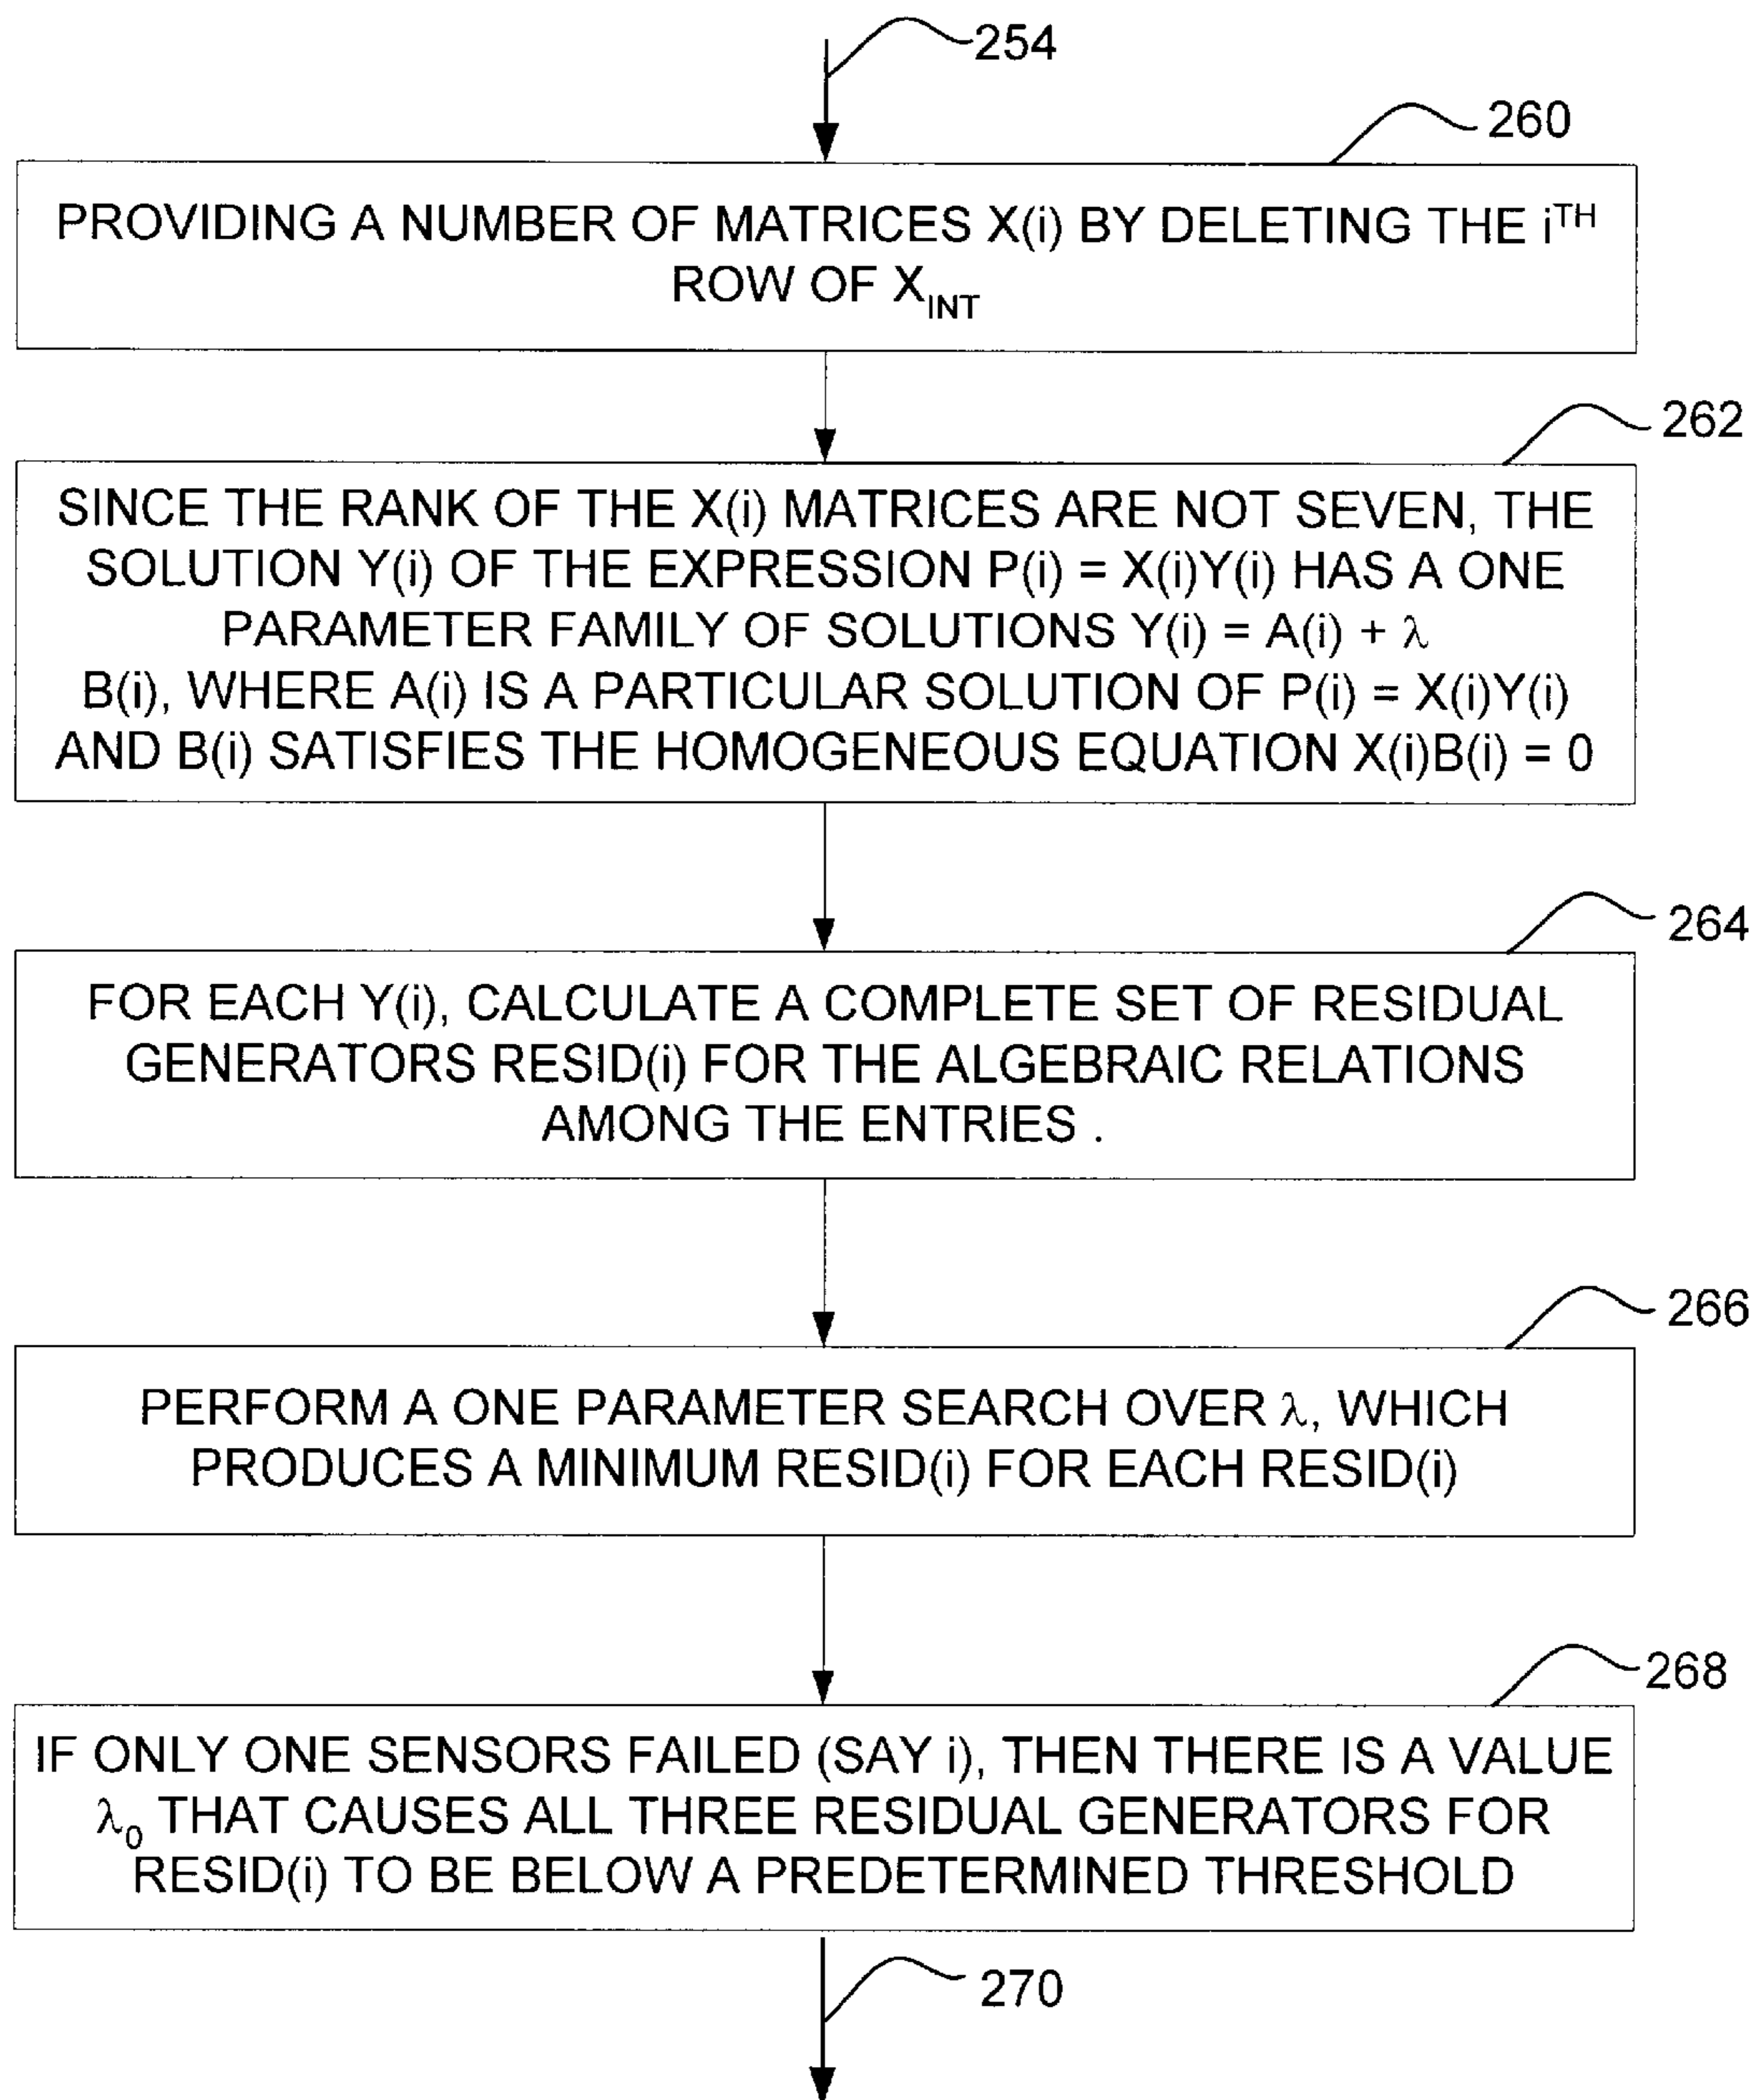 254
260
PROVIDING A NUMBER OF MATRICES X(i) BY DELETING THE iᵀᴴ
ROW OF X_INT
262
SINCE THE RANK OF THE X(i) MATRICES ARE NOT SEVEN, THE
SOLUTION Y(i) OF THE EXPRESSION P(i) = X(i)Y(i) HAS A ONE
PARAMETER FAMILY OF SOLUTIONS Y(i) = A(i) + λ
B(i), WHERE A(i) IS A PARTICULAR SOLUTION OF P(i) = X(i)Y(i)
AND B(i) SATISFIES THE HOMOGENEOUS EQUATION X(i)B(i) = 0
264
FOR EACH Y(i), CALCULATE A COMPLETE SET OF RESIDUAL
GENERATORS RESID(i) FOR THE ALGEBRAIC RELATIONS
AMONG THE ENTRIES .
266
PERFORM A ONE PARAMETER SEARCH OVER λ, WHICH
PRODUCES A MINIMUM RESID(i) FOR EACH RESID(i)
268
IF ONLY ONE SENSORS FAILED (SAY i), THEN THERE IS A VALUE
λ₀ THAT CAUSES ALL THREE RESIDUAL GENERATORS FOR
RESID(i) TO BE BELOW A PREDETERMINED THRESHOLD
270